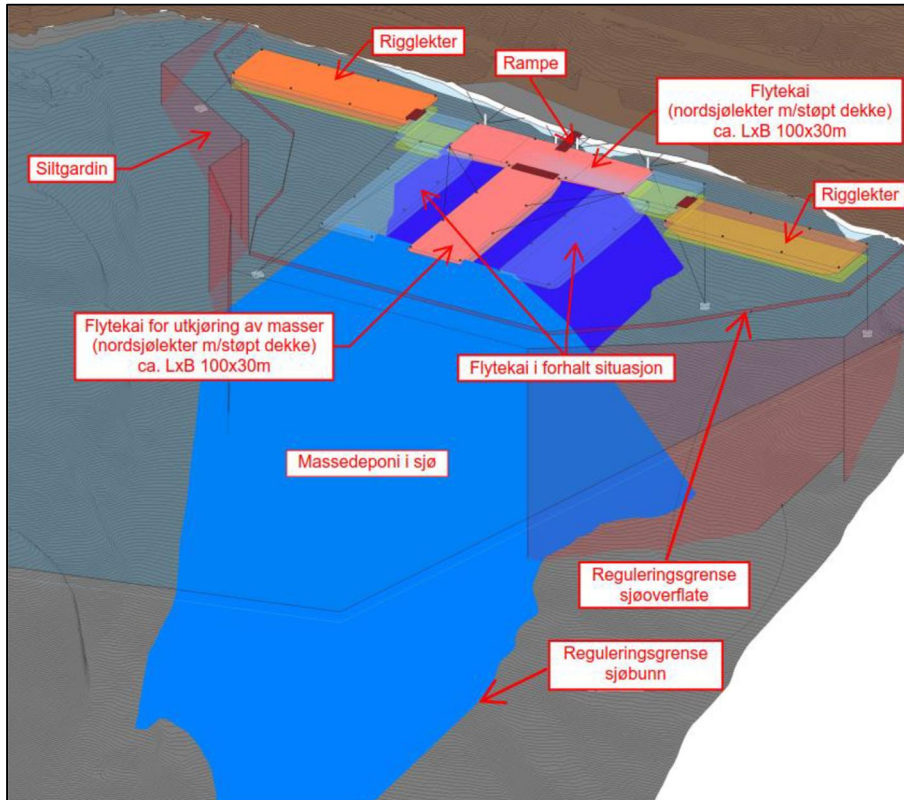 Rigglekter
Rampe
Flytekai
(nordsjølekter m/støpt dekke)
ca. LxB 100x30m
Siltgardin
Rigglekter
Flytekai for utkjøring av masser
(nordsjølekter m/støpt dekke)
ca. LxB 100x30m
Flytekai i forhalt situasjon
Massedeponi i sjø
Reguleringsgrense
sjøoverflate
Reguleringsgrense
sjøbunn